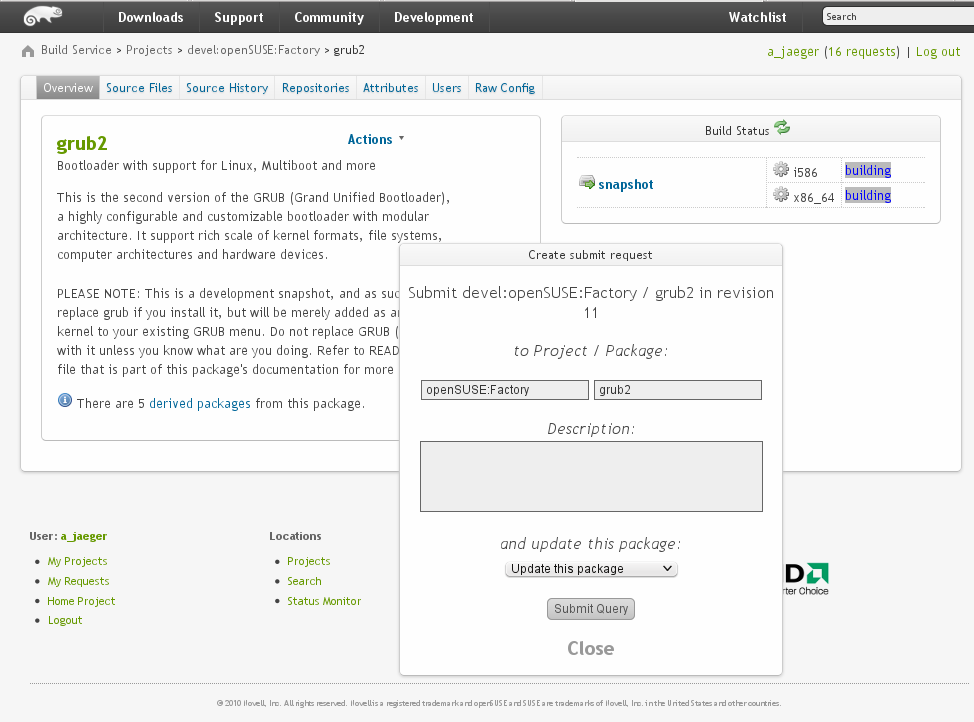 Downloads Support Community Development Watchlist Search
Build Service > Projects > devel:openSUSE:Factory > grub2
a_jaeger (16 requests) | Log out
Overview Source Files Source History Repositories Attributes Users Raw Config
grub2
Actions
Bootloader with support for Linux, Multiboot and more
This is the second version of the GRUB (Grand Unified Bootloader),
a highly configurable and customizable bootloader with modular
architecture. It support rich scale of kernel formats, file systems,
computer architectures and hardware devices.
PLEASE NOTE: This is a development snapshot, and as suc
replace grub if you install it, but will be merely added as an
kernel to your existing GRUB menu. Do not replace GRUB (
with it unless you know what are you doing. Refer to READ
file that is part of this package's documentation for more
There are 5 derived packages from this package.
Build Status
snapshot
i586 building
x86_64 building
Create submit request
Submit devel:openSUSE:Factory / grub2 in revision
11
to Project / Package:
openSUSE:Factory grub2
Description:
and update this package:
Update this package
Submit Query
Close
User: a_jaeger
My Projects
My Requests
Home Project
Logout
Locations
Projects
Search
Status Monitor
D
rter Choice
© 2010 Novell, Inc. All rights reserved. Novell is a registered trademark and openSUSE and SUSE are trademarks of Novell, Inc. in the United States and other countries.